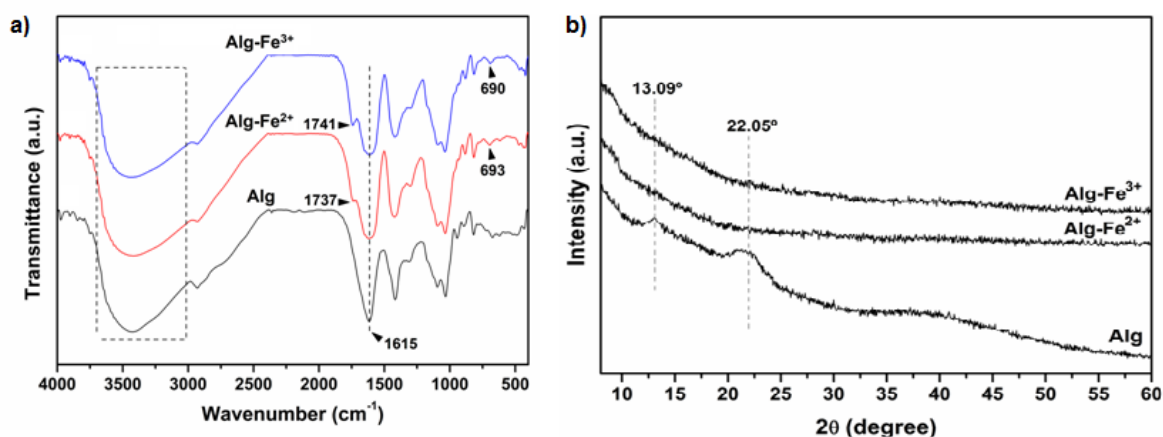 a)
Alg-Fe³⁺
690
1741
Alg-Fe²⁺
693
1737
Alg
1615
Transmittance (a.u.)
4000 3500 3000 2500 2000 1500 1000 500
Wavenumber (cm⁻¹)
b)
13.09º
22.05º
Alg-Fe³⁺
Alg-Fe²⁺
Alg
Intensity (a.u.)
10 15 20 25 30 35 40 45 50 55 60
2θ (degree)